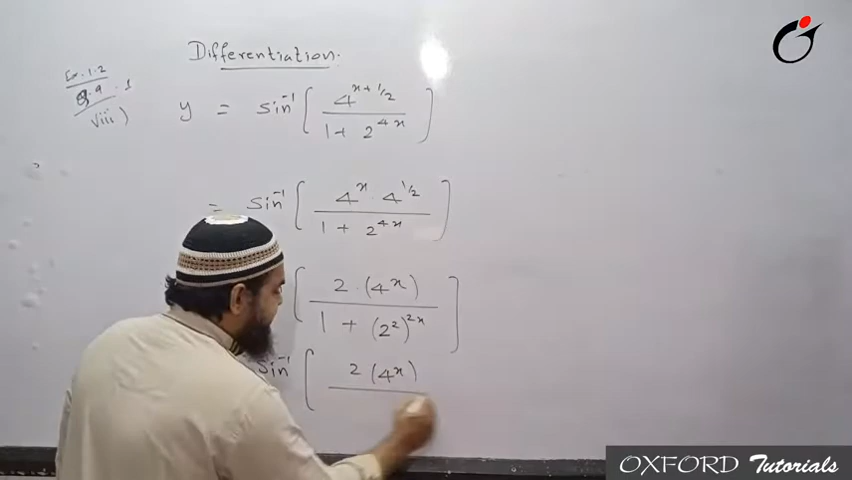 Differentiation.
Ex. 1.2
Q.9.1
viii)
y = sin⁻¹ [ 4^(x+1/2) / 1 + 2^(4x) ]
= sin⁻¹ [ 4^x · 4^(1/2) / 1 + 2^(4x) ]
[ 2 · (4^x) / 1 + (2²)^(2x) ]
sin⁻¹ [ 2 (4^x)
OXFORD Tutorials